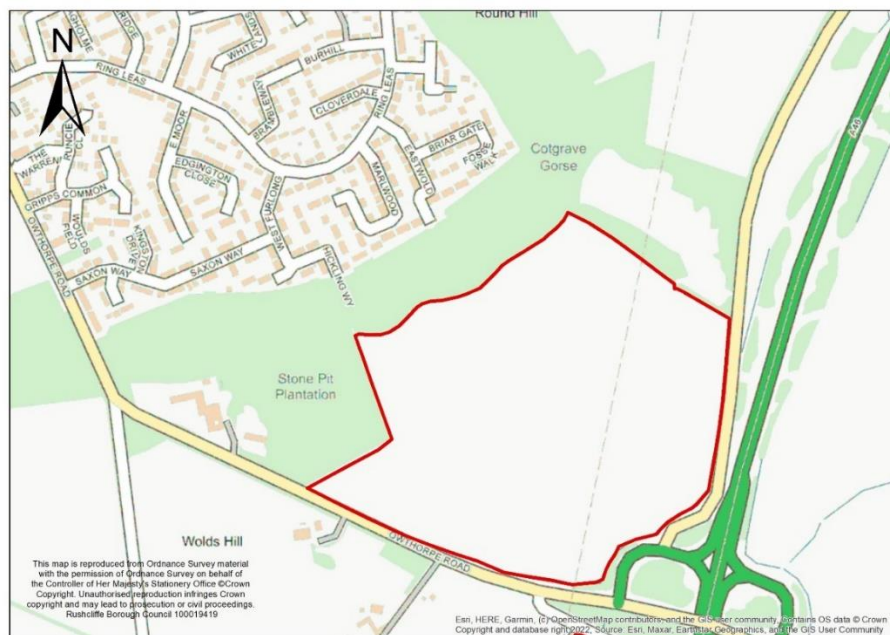 Round Hill
N
RING LEAS
WHITE
BURHILL
BRAMBLEWAY
CLOVERDALE
RING LEAS
E MOOR
EDGINGTON
CLOSE
THE
WARREN
GRIPPS COMMON
WOULDS
FIELD
KINGSTON
DRIVE
OWTHORPE ROAD
SAXON WAY
SAXON WAY
WEST FURLONG
HICKLING WY
MARLWOOD
EASTWOLD
BRIAR GATE
FOSSE
WALK
Cotgrave
Gorse
A46
Stone Pit
Plantation
Wolds Hill
OWTHORPE ROAD
This map is reproduced from Ordnance Survey material
with the permission of Ordnance Survey on behalf of
the Controller of Her Majesty's Stationery Office ©Crown
Copyright. Unauthorised reproduction infringes Crown
copyright and may lead to prosecution or civil proceedings.
Rushcliffe Borough Council 100019419
Esri, HERE, Garmin, (c) OpenStreetMap contributors, and the GIS user community, Contains OS data © Crown
Copyright and database right 2022, Source: Esri, Maxar, Earthstar Geographics, and the GIS User Community